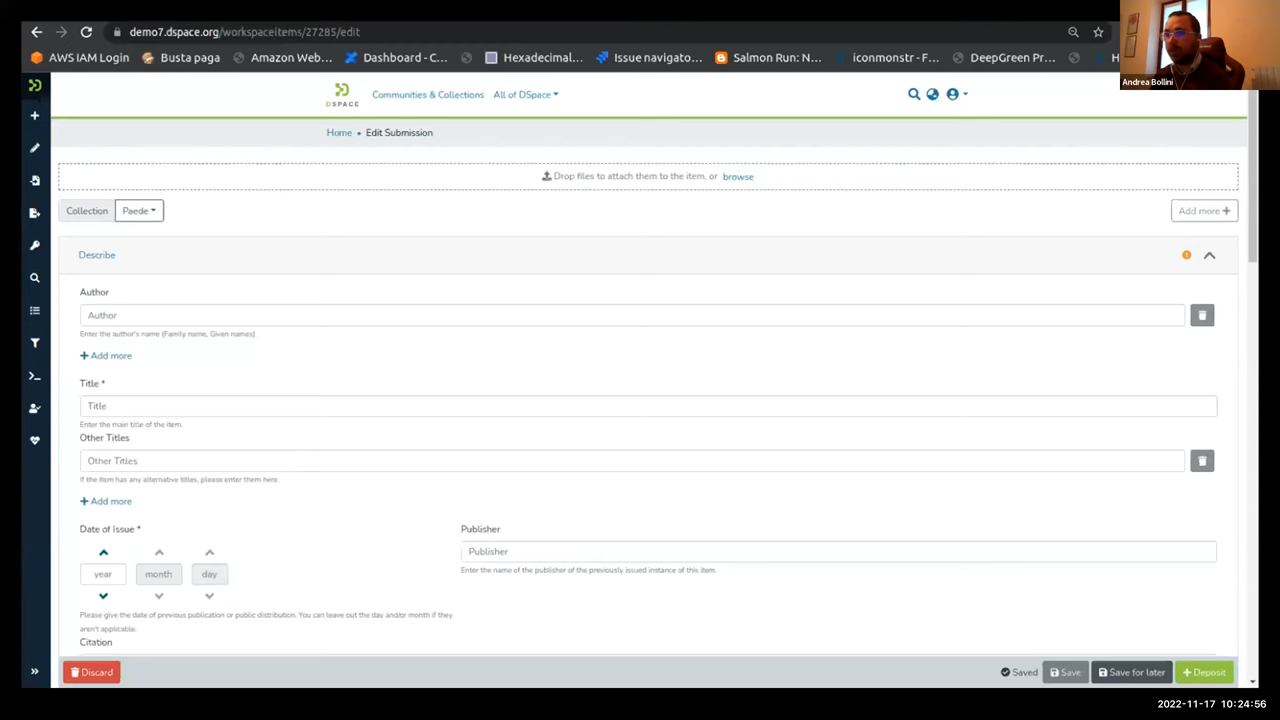 demo7.dspace.org/workspaceitems/27285/edit
AWS IAM Login Busta paga Amazon Web... Dashboard - C... Hexadecimal... Issue navigato... Salmon Run: N... iconmonstr - F... DeepGreen Pr... H
Andrea Bollini
DSPACE Communities & Collections All of DSpace
Home • Edit Submission
Drop files to attach them to the item, or browse
Collection Paede Add more +
Describe
Author
Author
Enter the author's name (Family name, Given names).
+ Add more
Title *
Title
Enter the main title of the item.
Other Titles
Other Titles
If the item has any alternative titles, please enter them here.
+ Add more
Date of Issue * Publisher
year month day Publisher
Enter the name of the publisher of the previously issued instance of this item.
Please give the date of previous publication or public distribution. You can leave out the day and/or month if they
aren't applicable.
Citation
Discard Saved Save Save for later + Deposit
2022-11-17 10:24:56